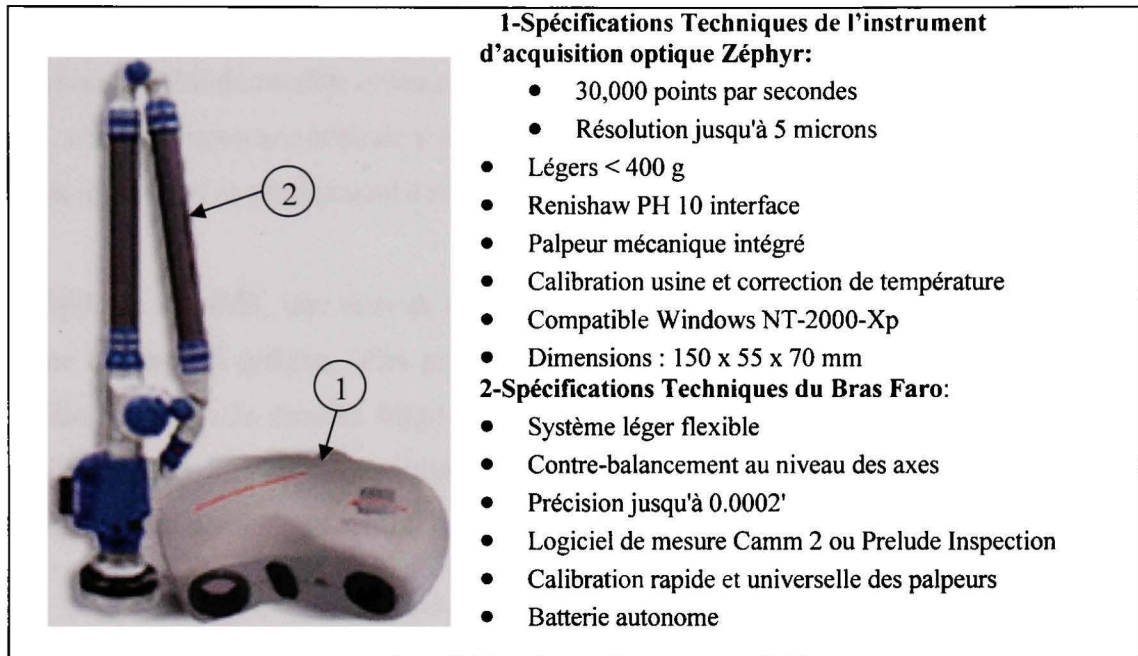 1-Spécifications Techniques de l'instrument
d'acquisition optique Zéphyr:
• 30,000 points par secondes
• Résolution jusqu'à 5 microns
• Légers < 400 g
• Renishaw PH 10 interface
• Palpeur mécanique intégré
• Calibration usine et correction de température
• Compatible Windows NT-2000-Xp
• Dimensions : 150 x 55 x 70 mm
2-Spécifications Techniques du Bras Faro:
• Système léger flexible
• Contre-balancement au niveau des axes
• Précision jusqu'à 0.0002'
• Logiciel de mesure Camm 2 ou Prelude Inspection
• Calibration rapide et universelle des palpeurs
• Batterie autonome
2
1